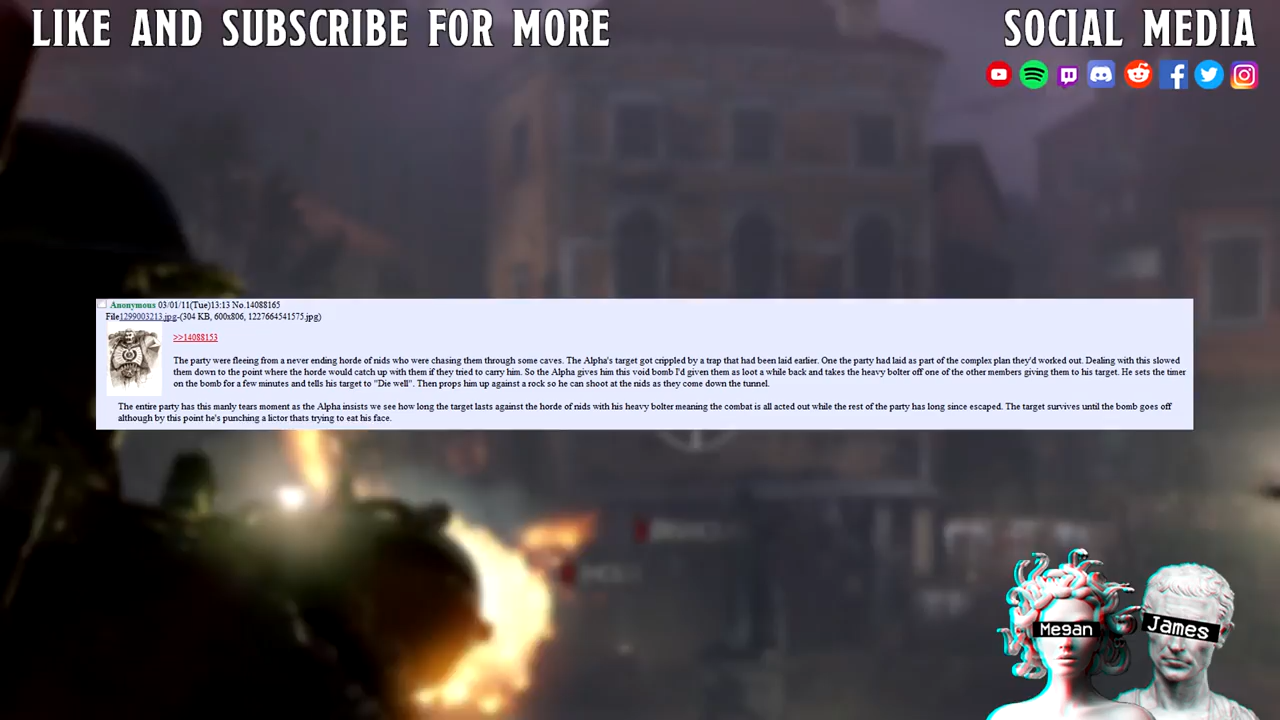 LIKE AND SUBSCRIBE FOR MORE
SOCIAL MEDIA
Anonymous 03/01/11(Tue)13:13 No.14088165
File1299003213.jpg-(304 KB, 600x806, 1227664541575.jpg)
>>14088153
The party were fleeing from a never ending horde of nids who were chasing them through some caves. The Alpha's target got crippled by a trap that had been laid earlier. One the party had laid as part of the complex plan they'd worked out. Dealing with this slowed
them down to the point where the horde would catch up with them if they tried to carry him. So the Alpha gives him this void bomb I'd given them as loot a while back and takes the heavy bolter off one of the other members giving them to his target. He sets the timer
on the bomb for a few minutes and tells his target to "Die well". Then props him up against a rock so he can shoot at the nids as they come down the tunnel.
The entire party has this manly tears moment as the Alpha insists we see how long the target lasts against the horde of nids with his heavy bolter meaning the combat is all acted out while the rest of the party has long since escaped. The target survives until the bomb goes off
although by this point he's punching a lictor thats trying to eat his face.
Megan
James